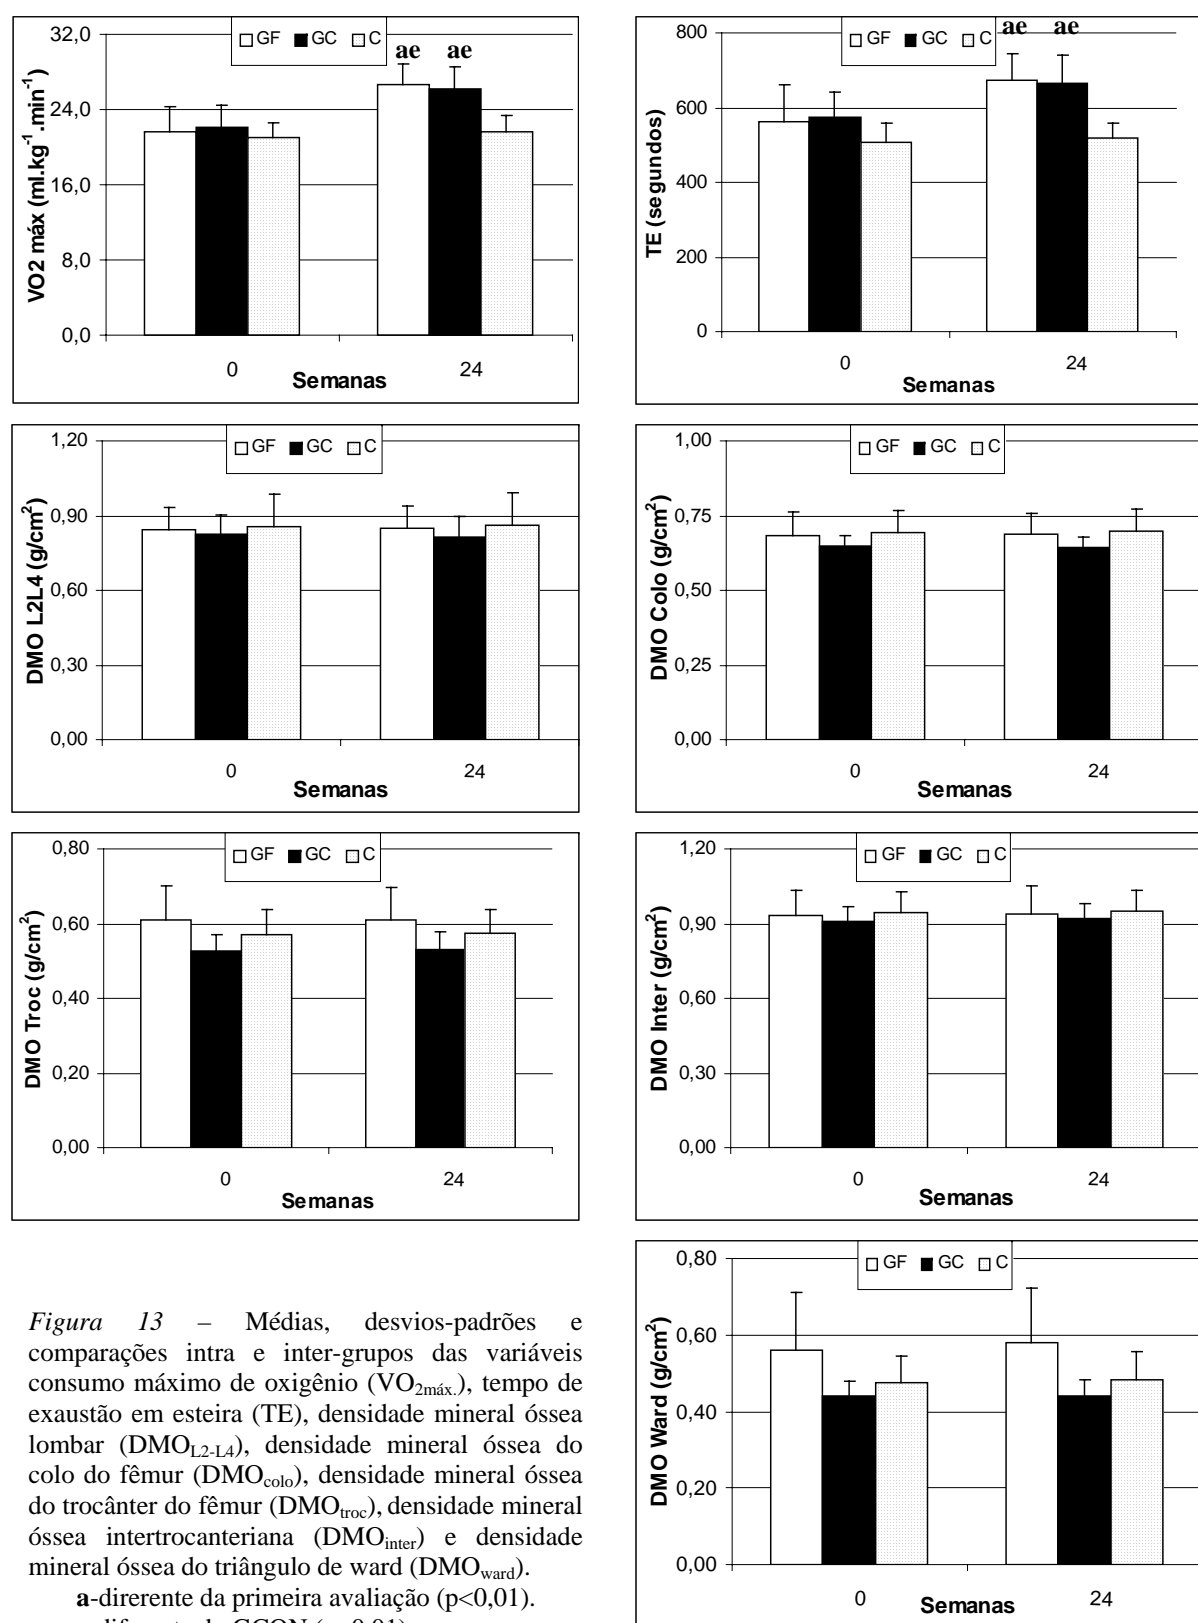 GF GC C
ae ae
32,0
24,0
16,0
8,0
0,0
VO2 máx (ml.kg-1.min-1)
0 24
Semanas
GF GC C
ae ae
800
600
400
200
0
TE (segundos)
0 24
Semanas
GF GC C
1,20
0,90
0,60
0,30
0,00
DMO L2L4 (g/cm2)
0 24
Semanas
GF GC C
1,00
0,75
0,50
0,25
0,00
DMO Colo (g/cm2)
0 24
Semanas
GF GC C
0,80
0,60
0,40
0,20
0,00
DMO Troc (g/cm2)
0 24
Semanas
GF GC C
1,20
0,90
0,60
0,30
0,00
DMO Inter (g/cm2)
0 24
Semanas
GF GC C
0,80
0,60
0,40
0,20
0,00
DMO Ward (g/cm2)
0 24
Semanas
Figura 13 – Médias, desvios-padrões e
comparações intra e inter-grupos das variáveis
consumo máximo de oxigênio (VO2máx.), tempo de
exaustão em esteira (TE), densidade mineral óssea
lombar (DMOL2-L4), densidade mineral óssea do
colo do fêmur (DMOcolo), densidade mineral óssea
do trocânter do fêmur (DMOtroc), densidade mineral
óssea intertrocanteriana (DMOinter) e densidade
mineral óssea do triângulo de ward (DMOward).
a-direrente da primeira avaliação (p<0,01).